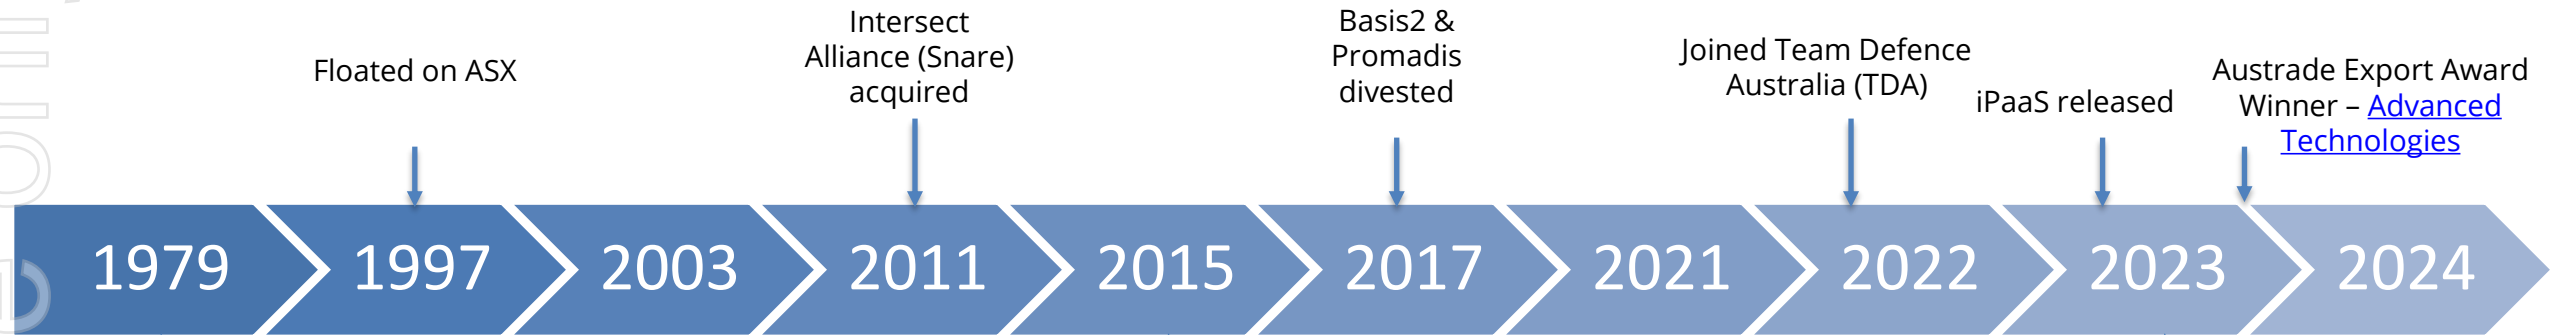 Floated on ASX
Intersect
Alliance (Snare)
acquired
Basis2 &
Promadis
divested
Joined Team Defence
Australia (TDA)
iPaaS released
Austrade Export Award
Winner – Advanced
Technologies
1979
1997
2003
2011
2015
2017
2021
2022
2023
2024